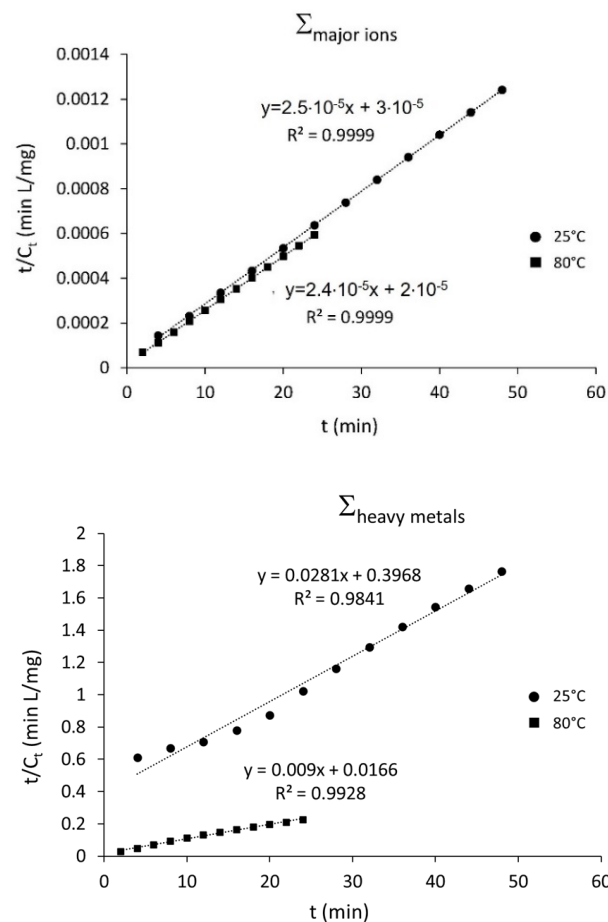 Σmajor ions
0.0014
0.0012
0.001
0.0008
0.0006
0.0004
0.0002
0
t/Ct (min L/mg)
y=2.5·10-5x + 3·10-5
R² = 0.9999
25°C
80°C
y=2.4·10-5x + 2·10-5
R² = 0.9999
0 10 20 30 40 50 60
t (min)
Σheavy metals
2
1.8
1.6
1.4
1.2
1
0.8
0.6
0.4
0.2
0
t/Ct (min L/mg)
y = 0.0281x + 0.3968
R² = 0.9841
25°C
80°C
y = 0.009x + 0.0166
R² = 0.9928
0 10 20 30 40 50 60
t (min)